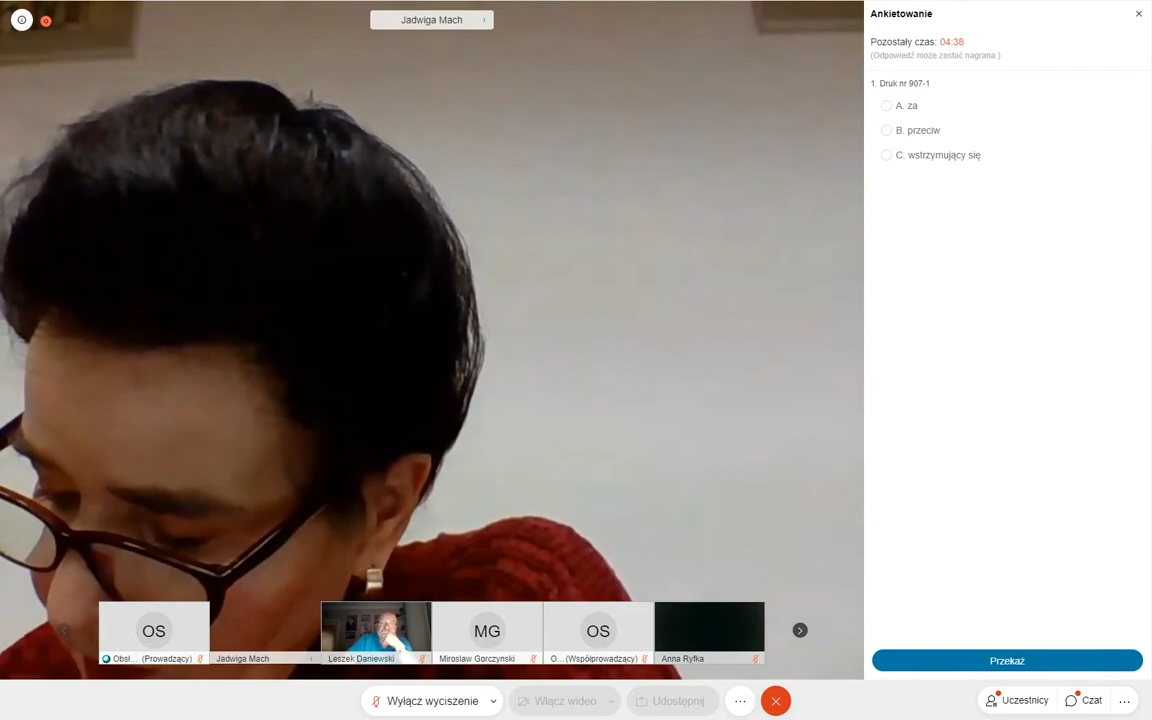 Jadwiga Mach
Ankietowanie
Pozostały czas: 04:38
(Odpowiedź może zostać nagrana.)
1. Druk nr 907-1
A. za
B. przeciw
C. wstrzymujący się
OS
MG
OS
Obsł... (Prowadzący)
Jadwiga Mach
Leszek Daniewski
Miroslaw Gorczynski
O... (Współprowadzący)
Anna Ryfka
Przekaż
Wyłącz wyciszenie
Włącz wideo
Udostępnij
Uczestnicy
Czat